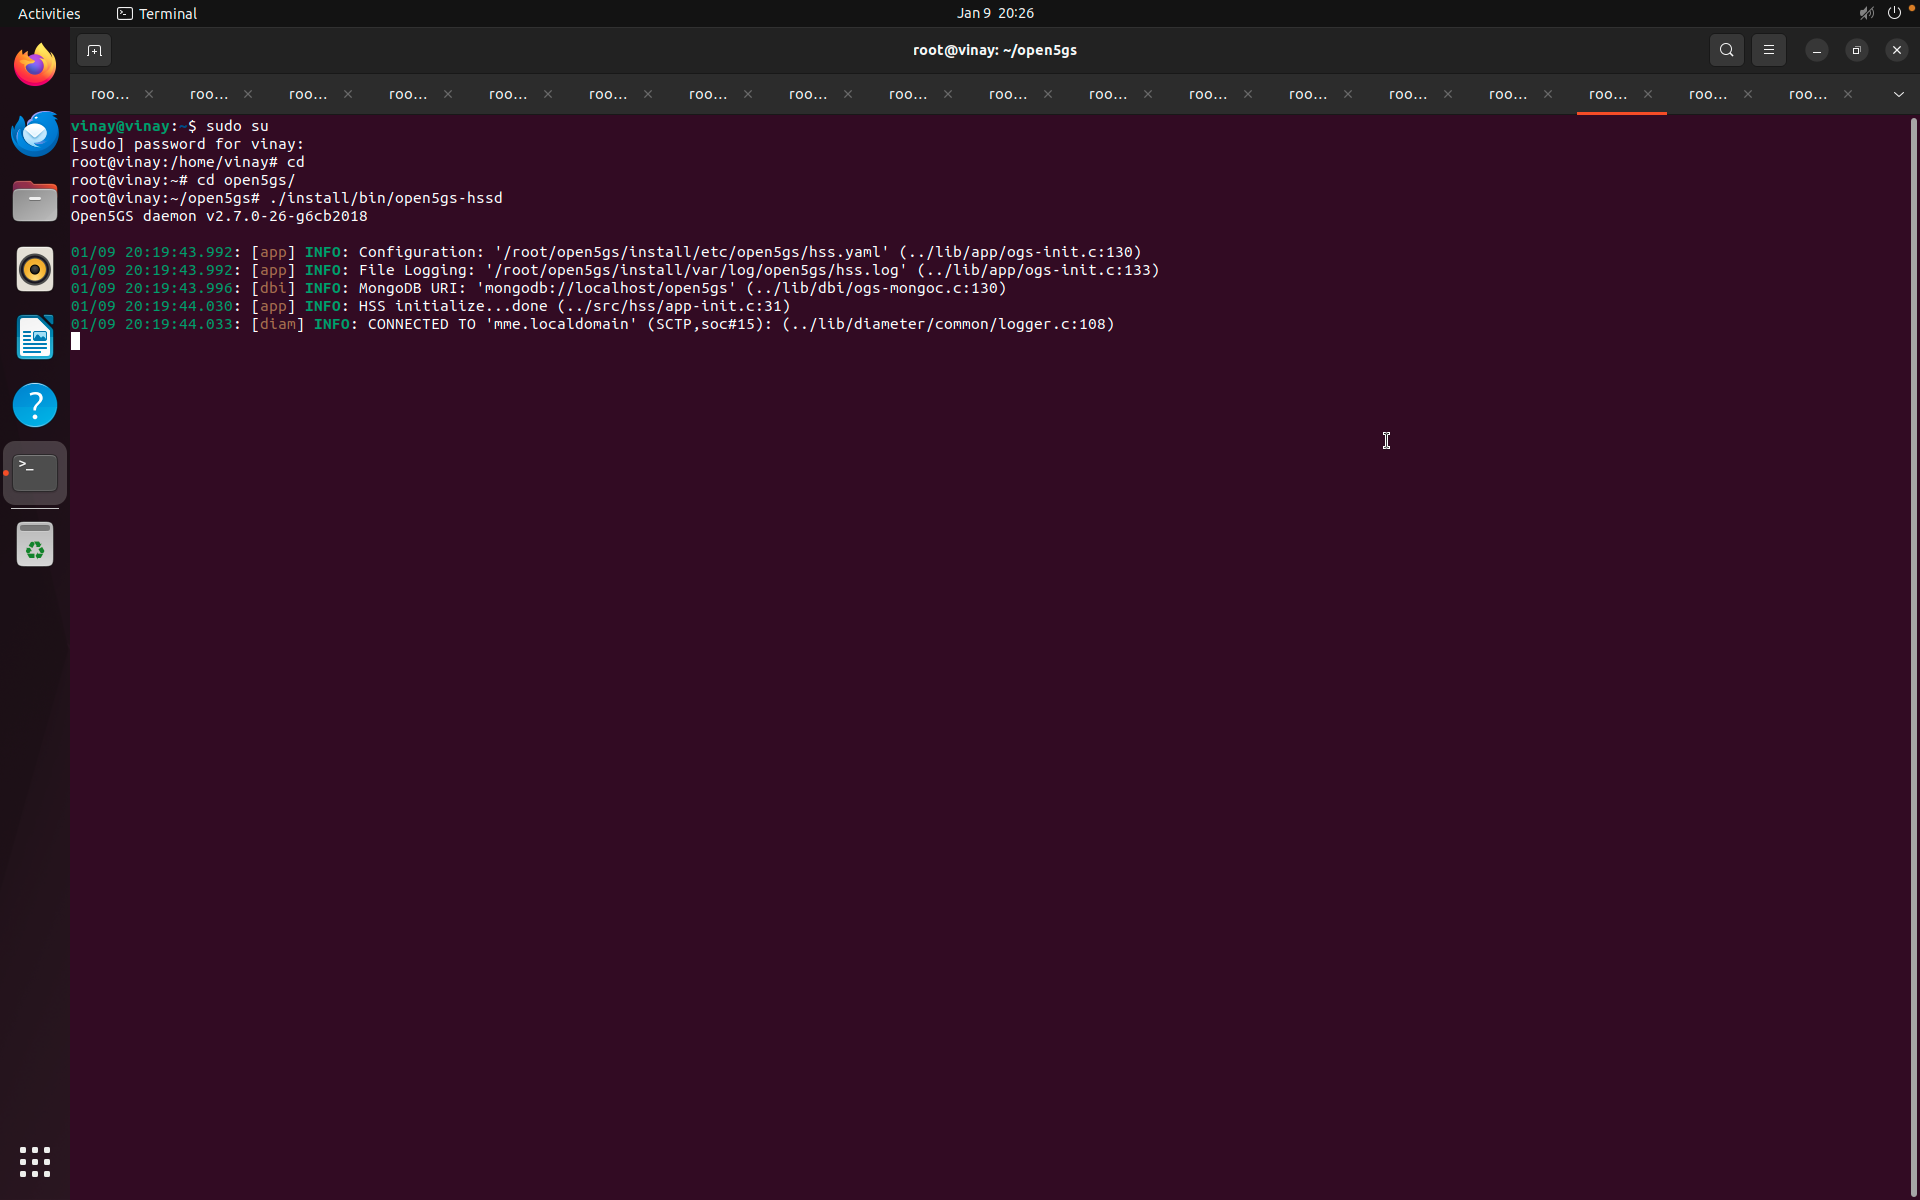 Activities Terminal Jan 9 20:26
root@vinay: ~/open5gs
roo... roo... roo... roo... roo... roo... roo... roo... roo... roo... roo... roo... roo... roo... roo... roo... roo... roo...
vinay@vinay:~$ sudo su
[sudo] password for vinay:
root@vinay:/home/vinay# cd
root@vinay:~# cd open5gs/
root@vinay:~/open5gs# ./install/bin/open5gs-hssd
Open5GS daemon v2.7.0-26-g6cb2018
01/09 20:19:43.992: [app] INFO: Configuration: '/root/open5gs/install/etc/open5gs/hss.yaml' (../lib/app/ogs-init.c:130)
01/09 20:19:43.992: [app] INFO: File Logging: '/root/open5gs/install/var/log/open5gs/hss.log' (../lib/app/ogs-init.c:133)
01/09 20:19:43.996: [dbi] INFO: MongoDB URI: 'mongodb://localhost/open5gs' (../lib/dbi/ogs-mongoc.c:130)
01/09 20:19:44.030: [app] INFO: HSS initialize...done (../src/hss/app-init.c:31)
01/09 20:19:44.033: [diam] INFO: CONNECTED TO 'mme.localdomain' (SCTP,soc#15): (../lib/diameter/common/logger.c:108)